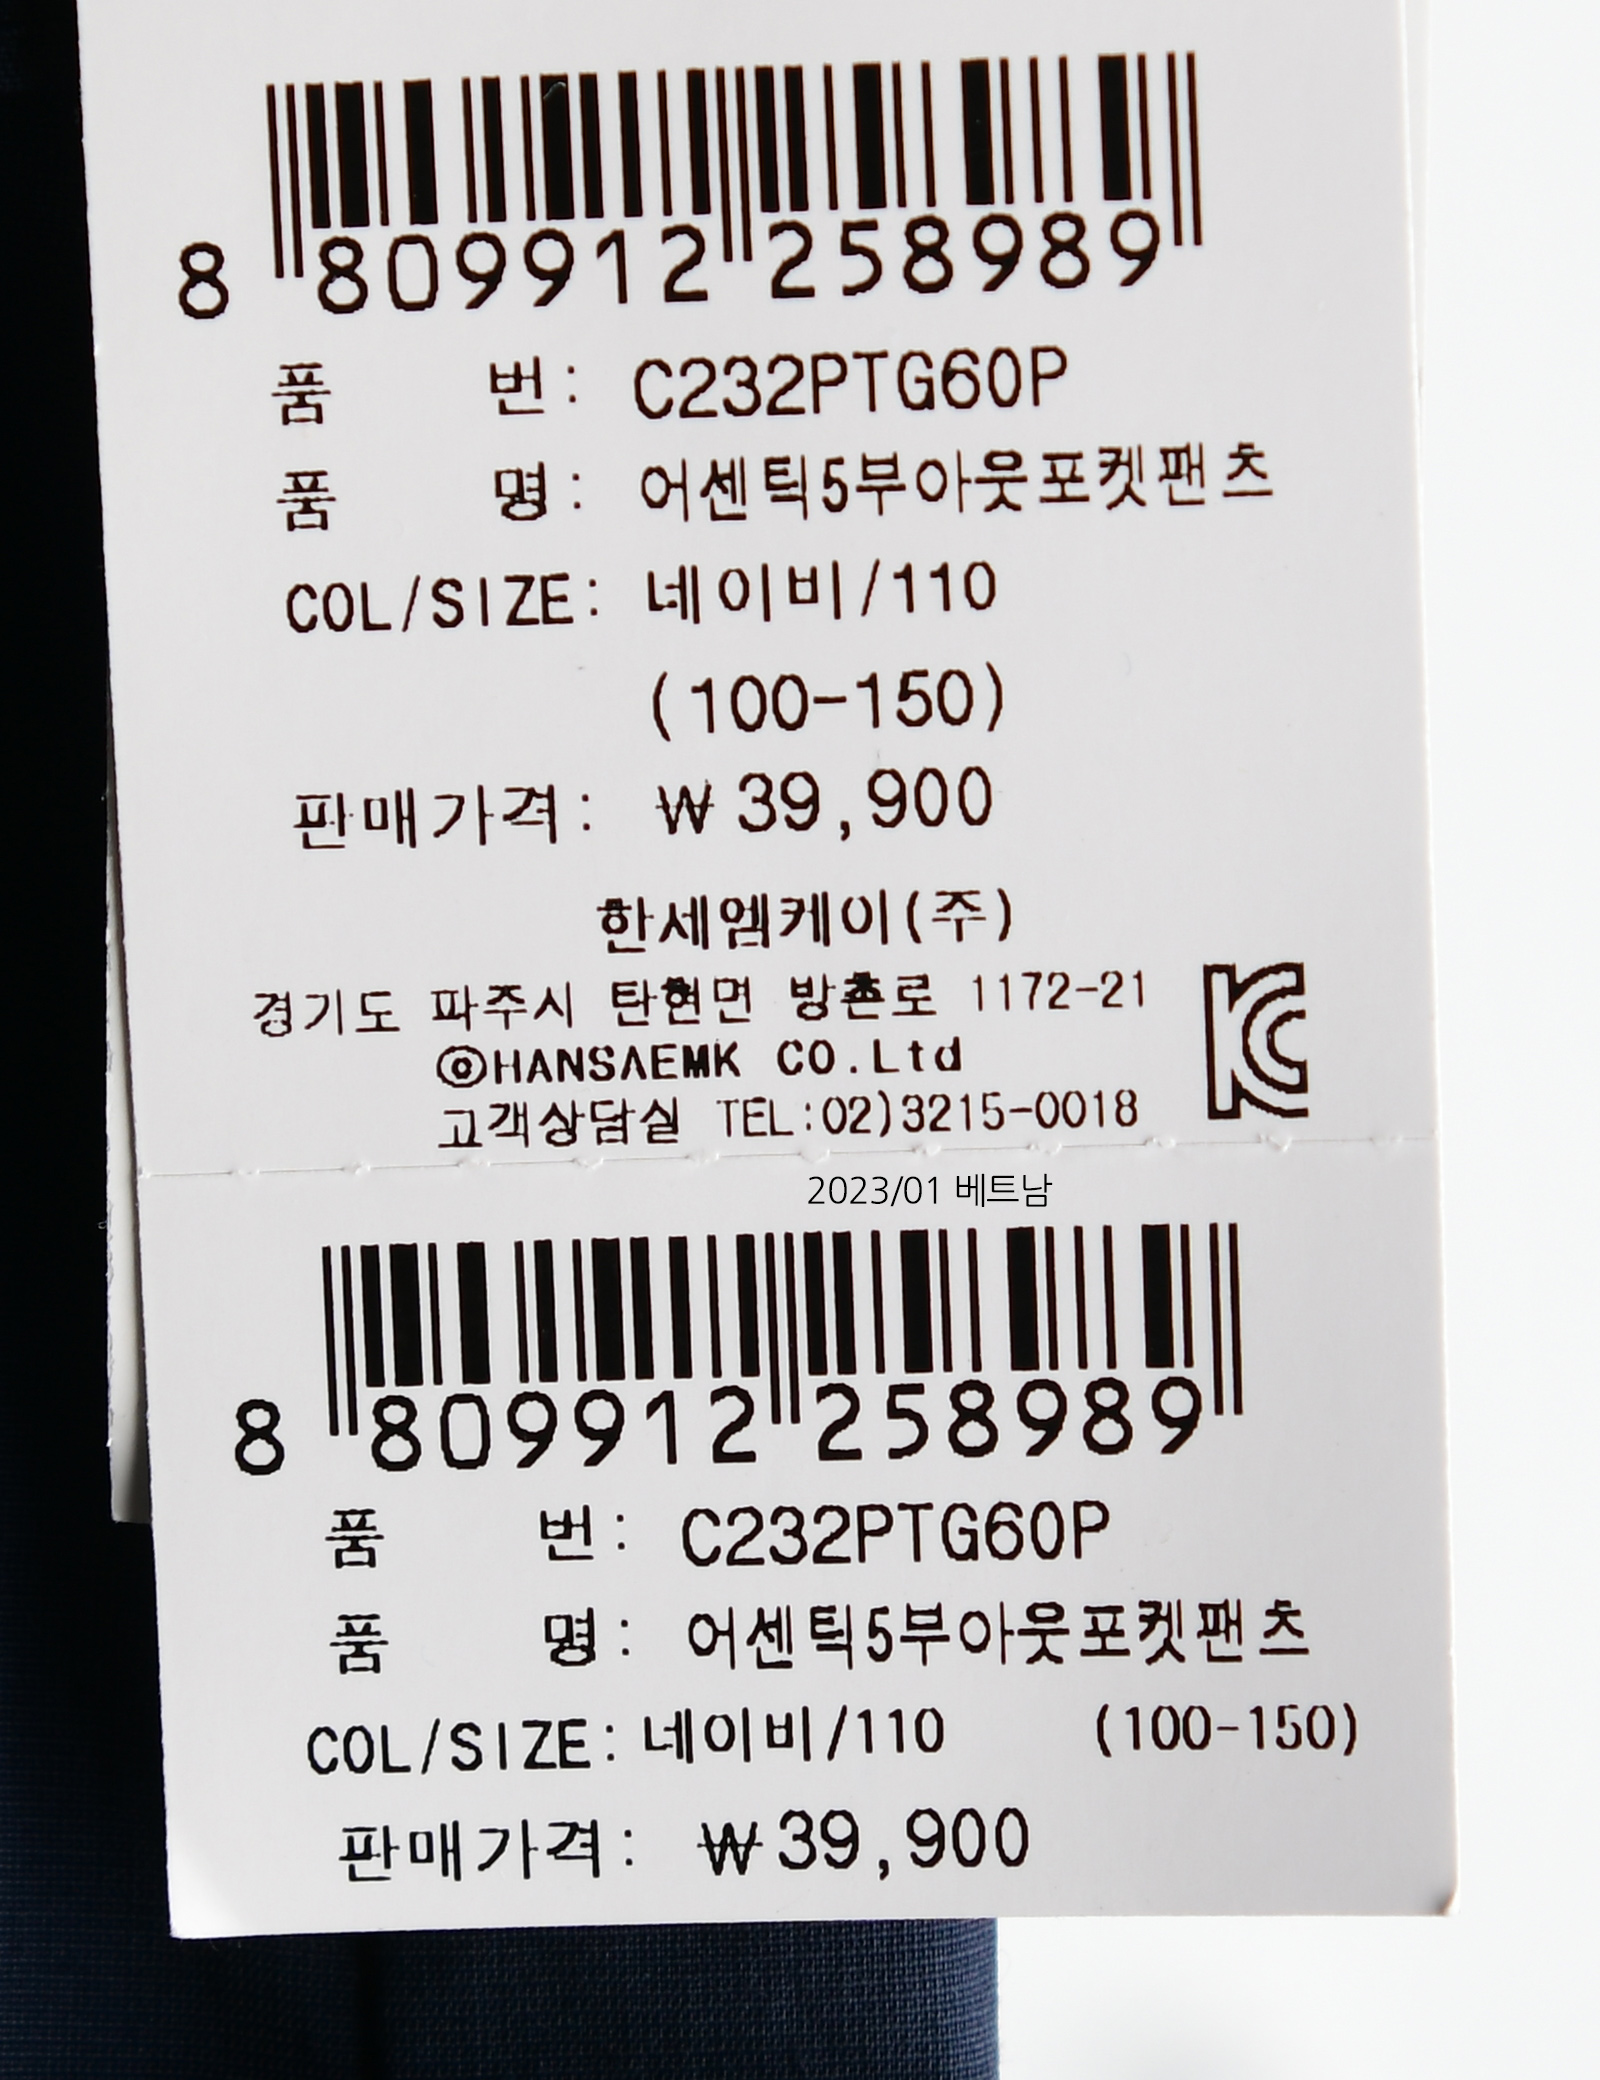 8 809912 258989
품 번: C232PTG60P
품 명: 어센틱5부아웃포켓팬츠
COL/SIZE: 네이비/110
(100-150)
판매가격: ₩39,900
한세엠케이(주)
경기도 파주시 탄현면 방촌로 1172-21
◎HANSAEMK CO.Ltd
고객상담실 TEL:02)3215-0018
KC
2023/01 베트남
8 809912 258989
품 번: C232PTG60P
품 명: 어센틱5부아웃포켓팬츠
COL/SIZE: 네이비/110 (100-150)
판매가격: ₩39,900